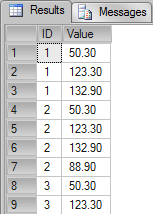 Results Messages
ID Value
1 1 50.30
2 1 123.30
3 1 132.90
4 2 50.30
5 2 123.30
6 2 132.90
7 2 88.90
8 3 50.30
9 3 123.30